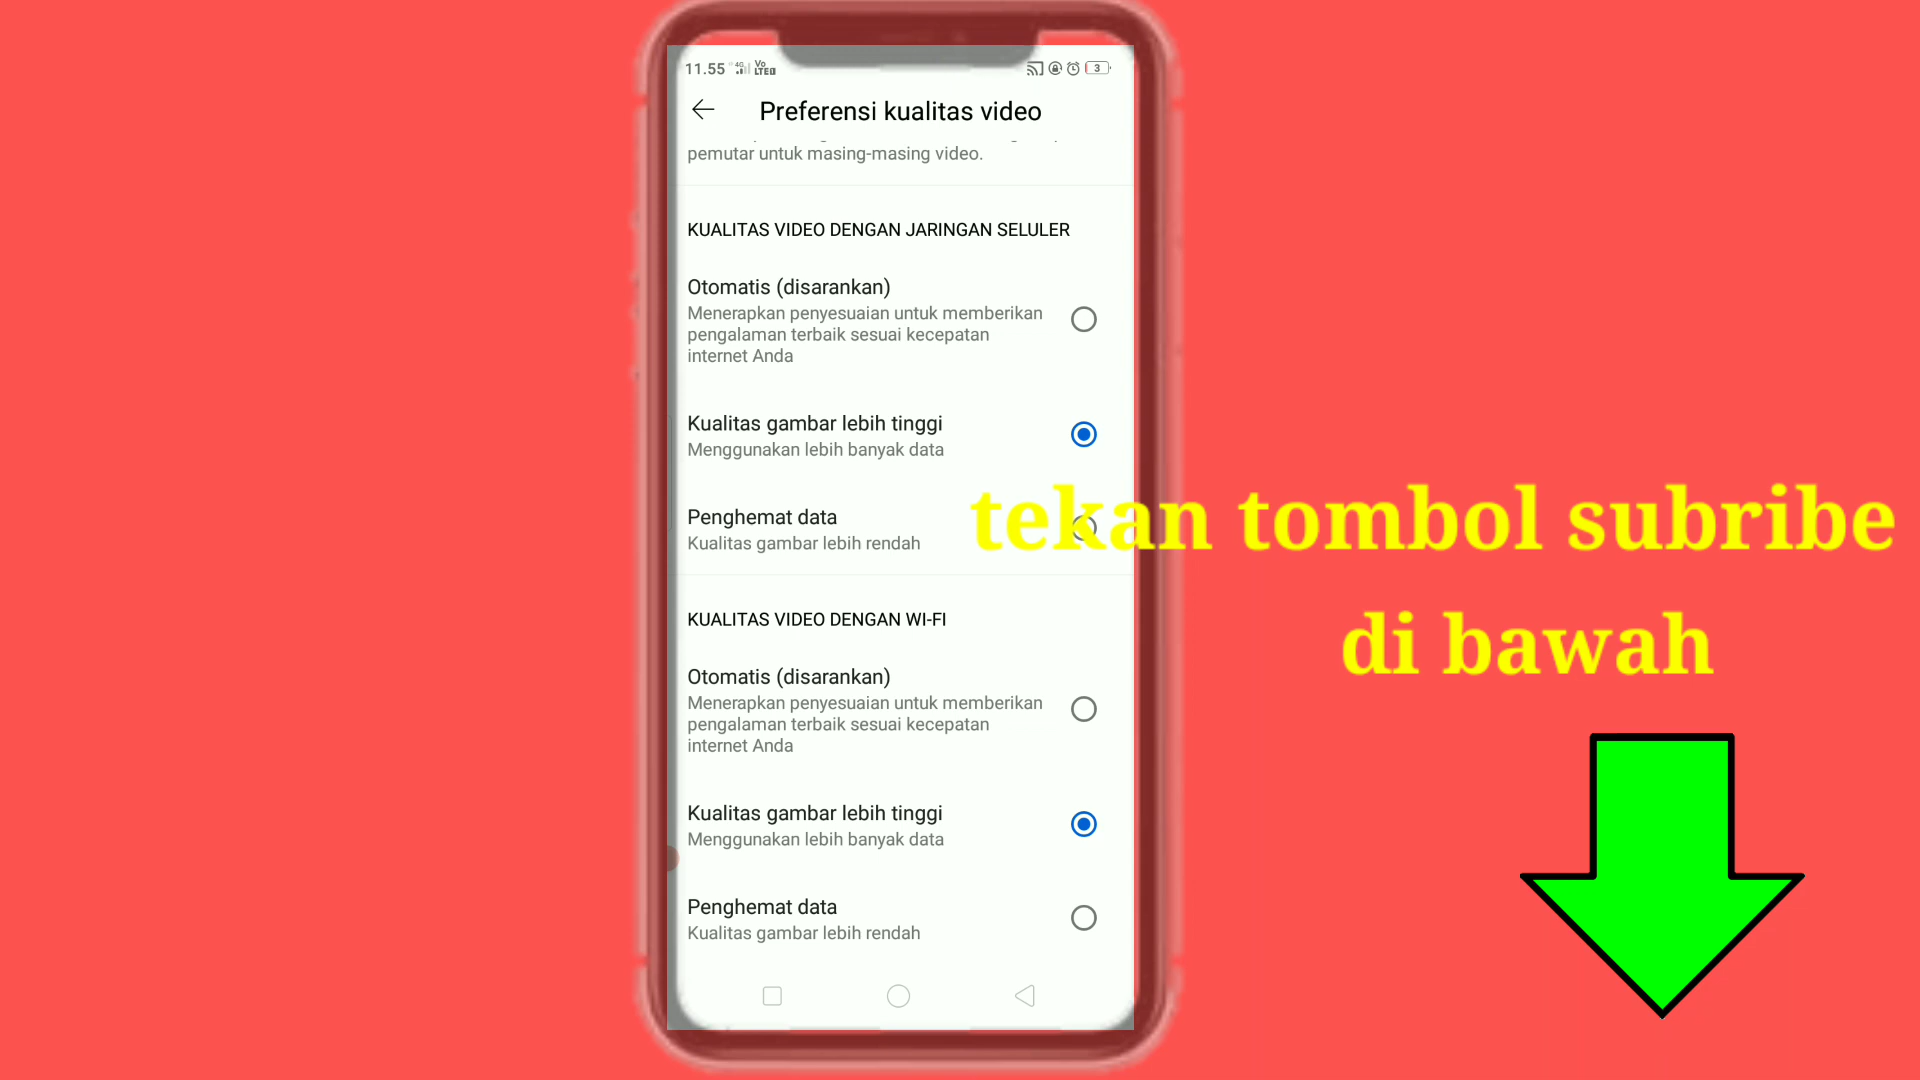 11.55 4G Vo LTE1 3
Preferensi kualitas video
pemutar untuk masing-masing video.
KUALITAS VIDEO DENGAN JARINGAN SELULER
Otomatis (disarankan)
Menerapkan penyesuaian untuk memberikan
pengalaman terbaik sesuai kecepatan
internet Anda
Kualitas gambar lebih tinggi
Menggunakan lebih banyak data
Penghemat data
Kualitas gambar lebih rendah
KUALITAS VIDEO DENGAN WI-FI
Otomatis (disarankan)
Menerapkan penyesuaian untuk memberikan
pengalaman terbaik sesuai kecepatan
internet Anda
Kualitas gambar lebih tinggi
Menggunakan lebih banyak data
Penghemat data
Kualitas gambar lebih rendah
tekan tombol subribe
di bawah